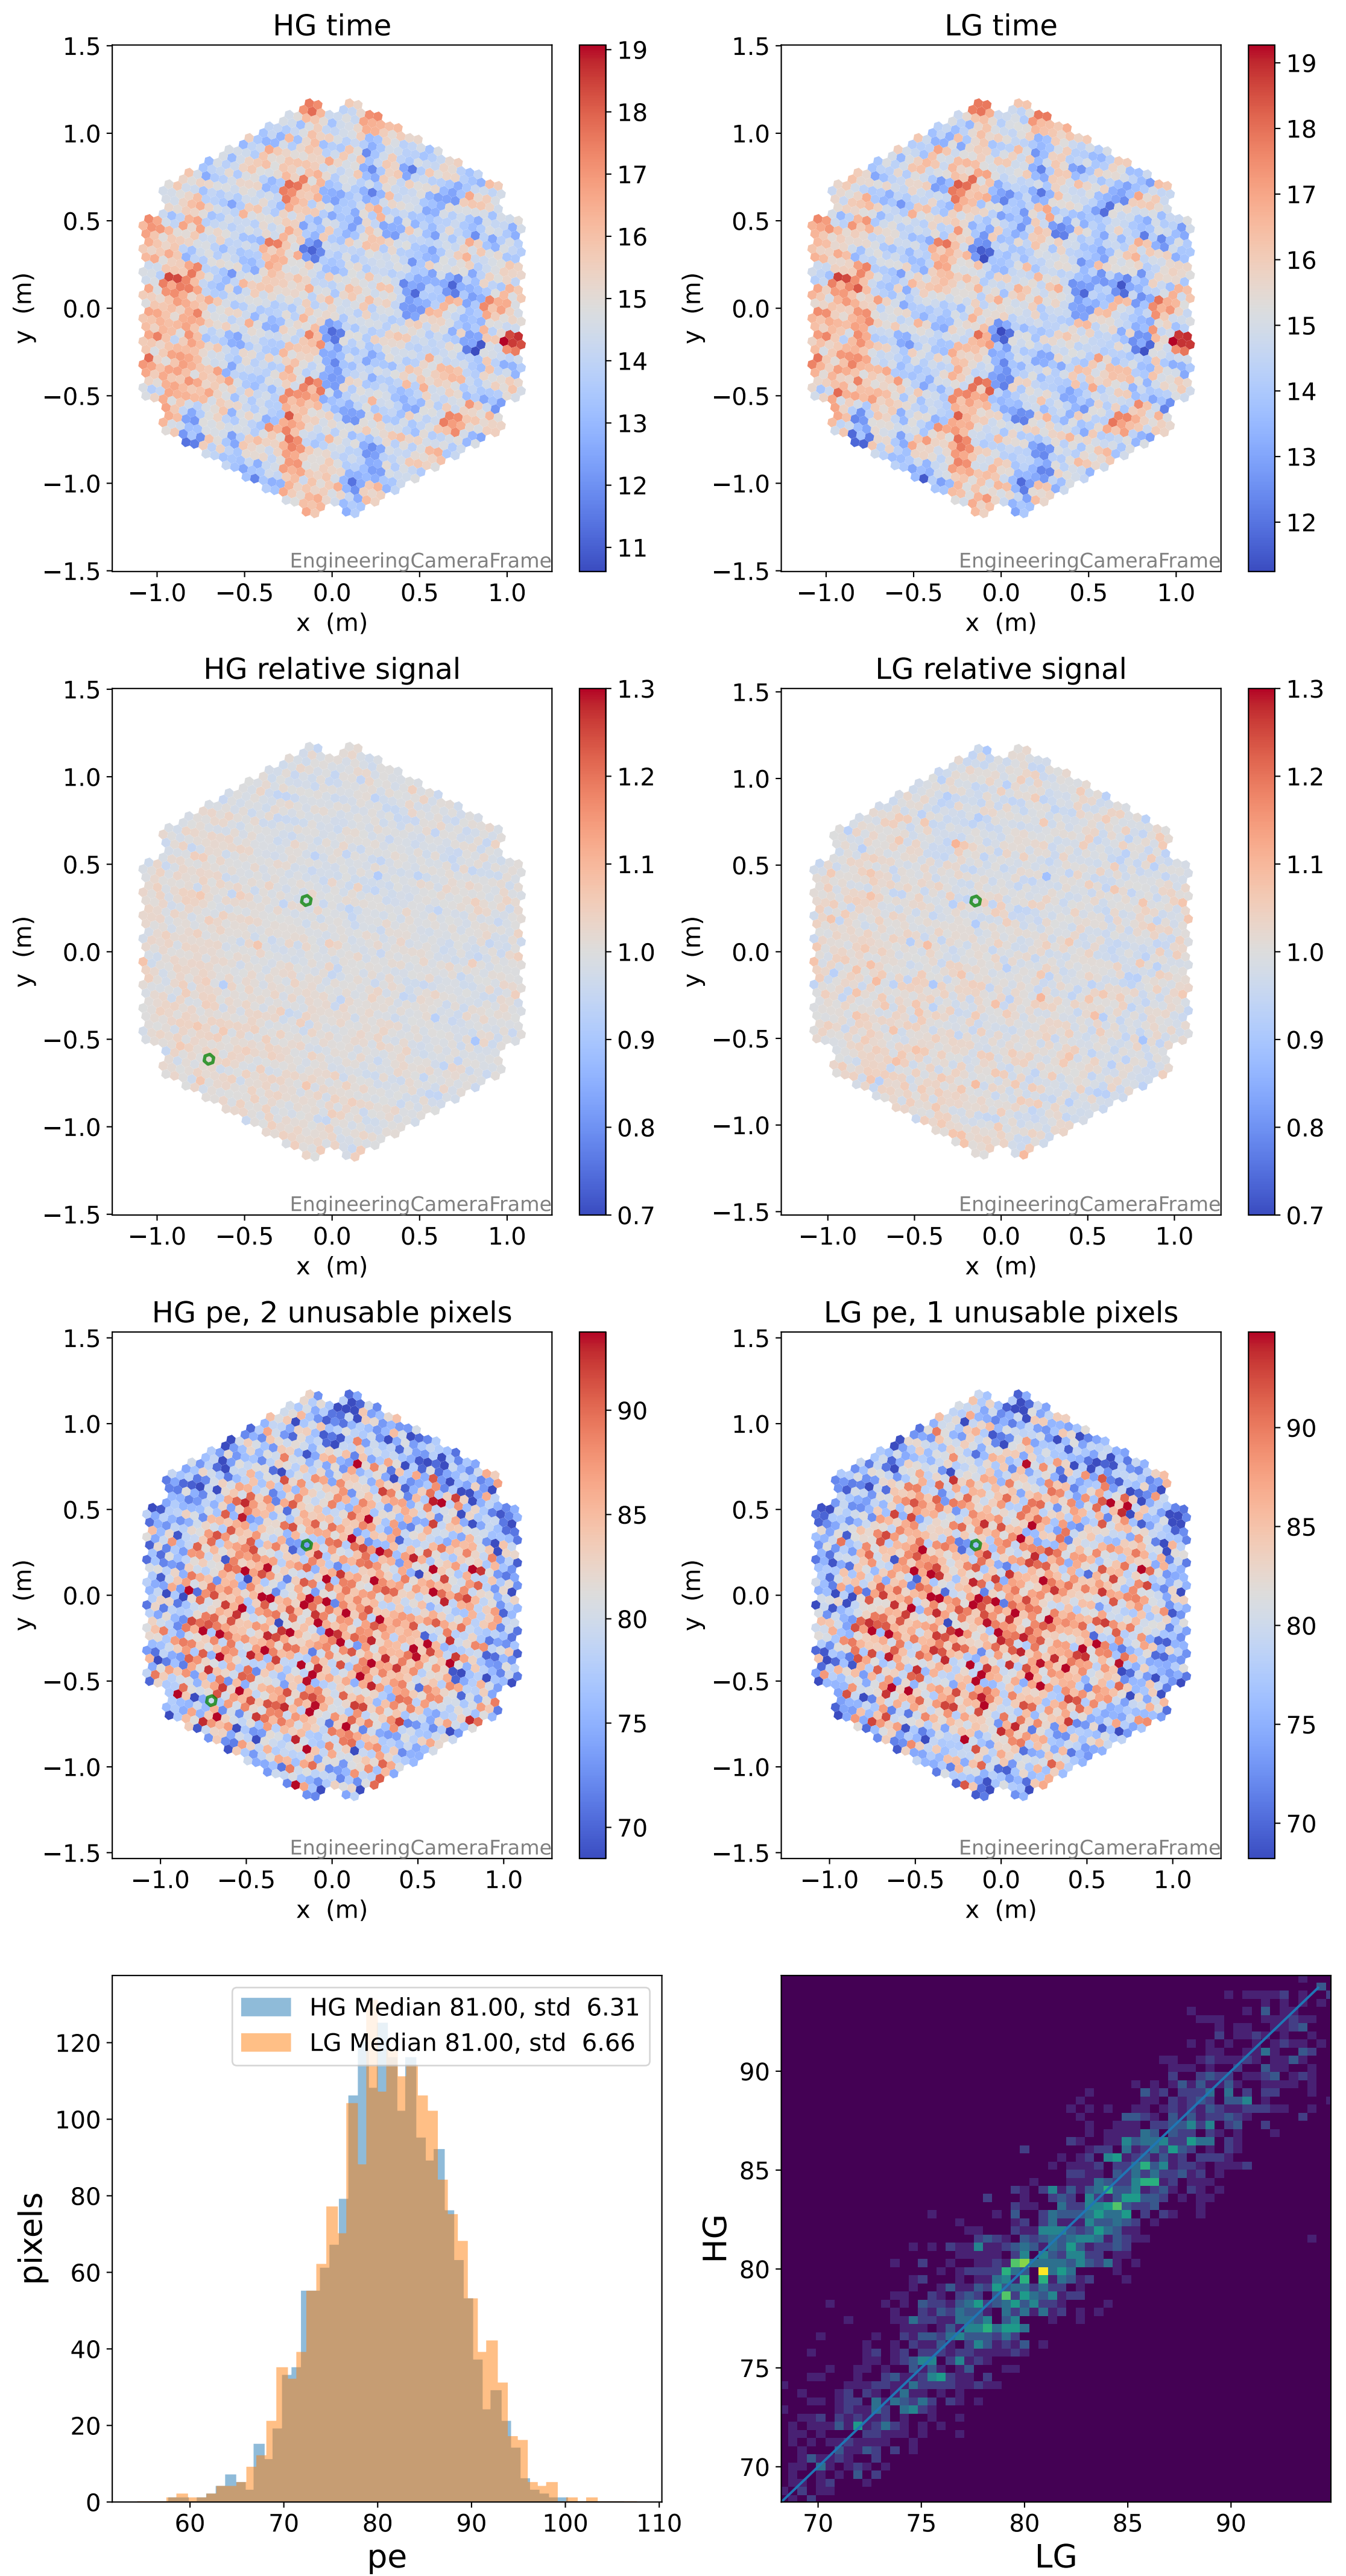 HG time
1.5
1.0
0.5
0.0
−0.5
−1.0
−1.5
y (m)
−1.0 −0.5 0.0 0.5 1.0
x (m)
EngineeringCameraFrame
19
18
17
16
15
14
13
12
11
LG time
1.5
1.0
0.5
0.0
−0.5
−1.0
−1.5
y (m)
−1.0 −0.5 0.0 0.5 1.0
x (m)
EngineeringCameraFrame
19
18
17
16
15
14
13
12
HG relative signal
1.5
1.0
0.5
0.0
−0.5
−1.0
−1.5
y (m)
−1.0 −0.5 0.0 0.5 1.0
x (m)
EngineeringCameraFrame
1.3
1.2
1.1
1.0
0.9
0.8
0.7
LG relative signal
1.5
1.0
0.5
0.0
−0.5
−1.0
−1.5
y (m)
−1.0 −0.5 0.0 0.5 1.0
x (m)
EngineeringCameraFrame
1.3
1.2
1.1
1.0
0.9
0.8
0.7
HG pe, 2 unusable pixels
1.5
1.0
0.5
0.0
−0.5
−1.0
−1.5
y (m)
−1.0 −0.5 0.0 0.5 1.0
x (m)
EngineeringCameraFrame
90
85
80
75
70
LG pe, 1 unusable pixels
1.5
1.0
0.5
0.0
−0.5
−1.0
−1.5
y (m)
−1.0 −0.5 0.0 0.5 1.0
x (m)
EngineeringCameraFrame
90
85
80
75
70
HG Median 81.00, std 6.31
LG Median 81.00, std 6.66
120
100
80
60
40
20
0
pixels
60 70 80 90 100 110
pe
90
85
80
75
70
HG
70 75 80 85 90
LG